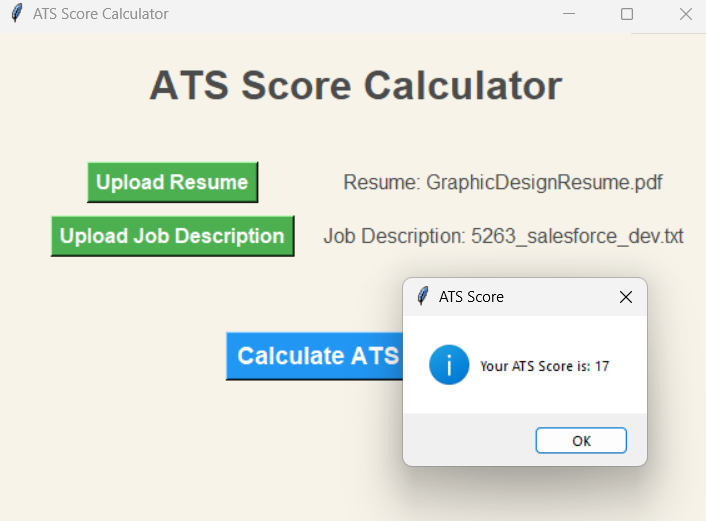 ATS Score Calculator
ATS Score Calculator
Upload Resume
Resume: GraphicDesignResume.pdf
Upload Job Description
Job Description: 5263_salesforce_dev.txt
Calculate ATS
ATS Score
Your ATS Score is: 17
OK